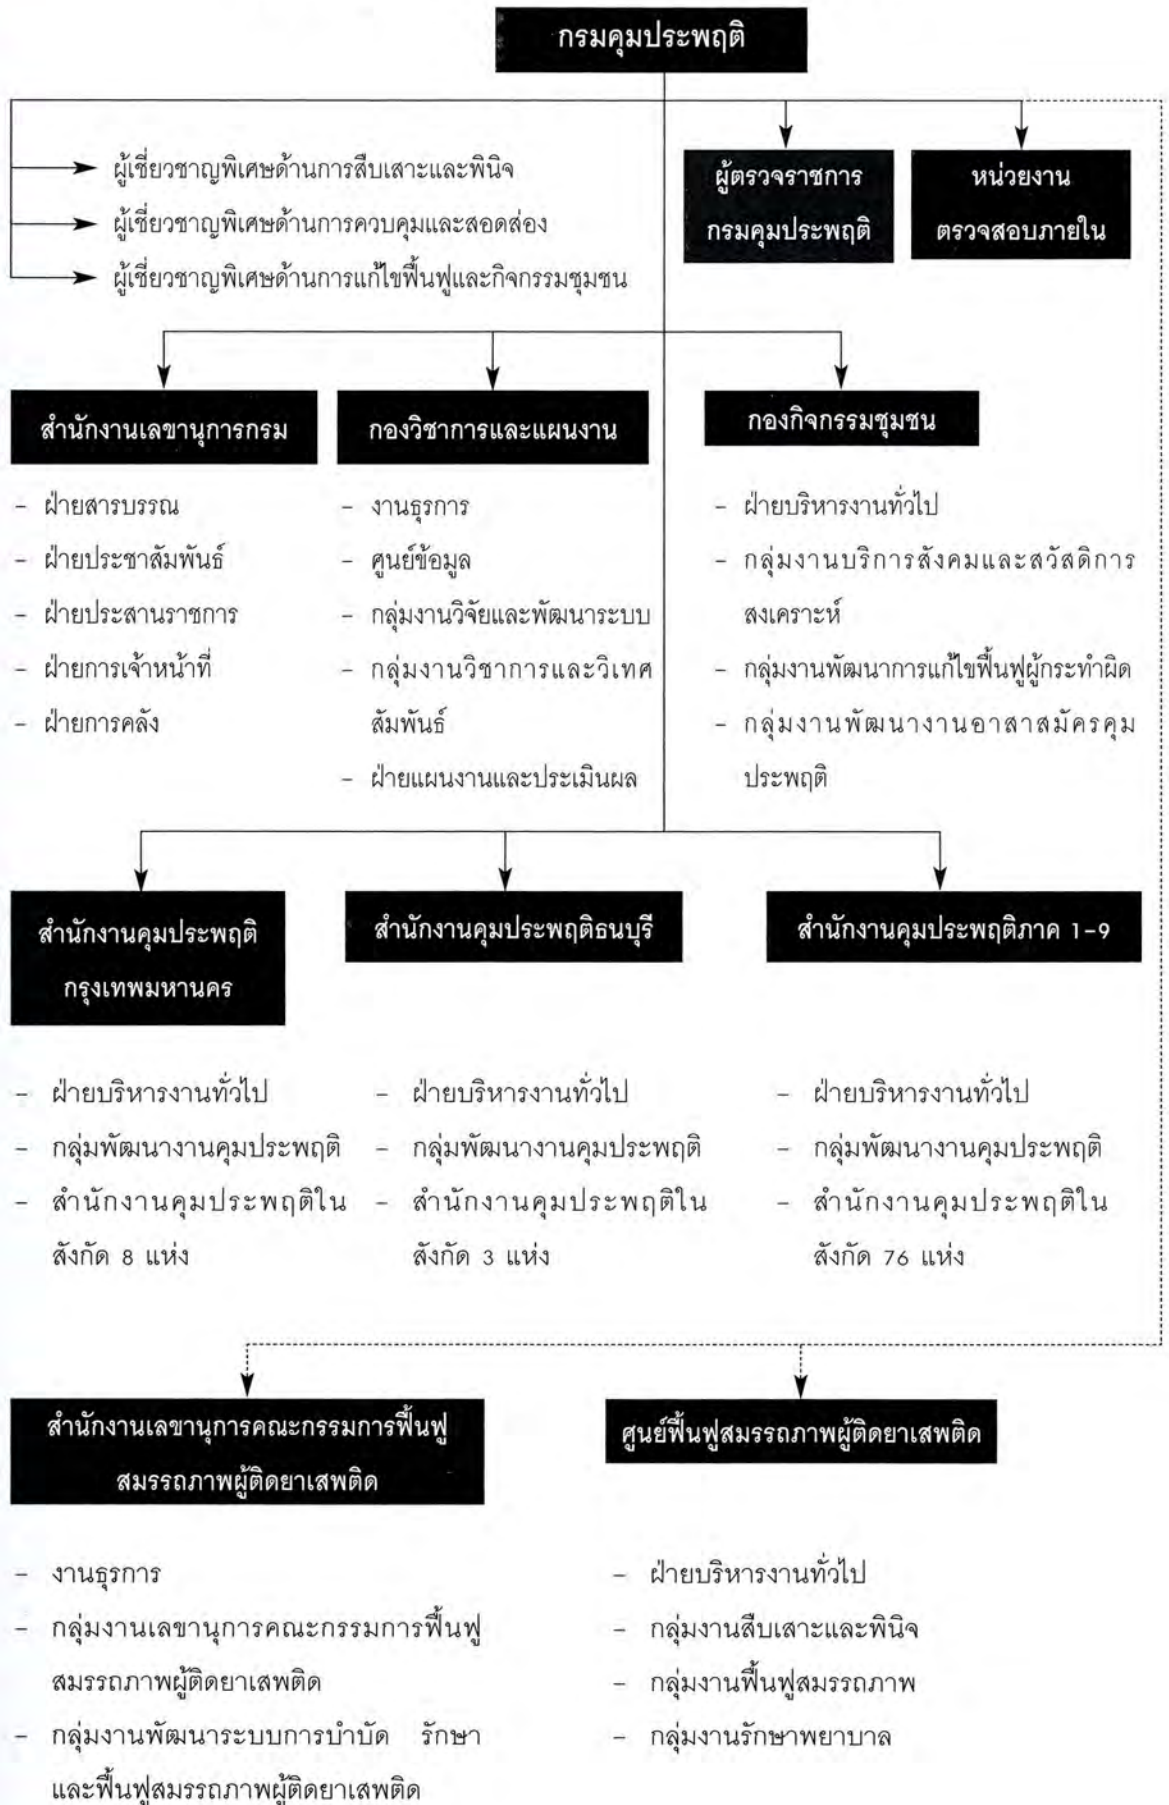 กรมคุมประพฤติ
ผู้เชี่ยวชาญพิเศษด้านการสืบเสาะและพินิจ
ผู้เชี่ยวชาญพิเศษด้านการควบคุมและสอดส่อง
ผู้เชี่ยวชาญพิเศษด้านการแก้ไขฟื้นฟูและกิจกรรมชุมชน
ผู้ตรวจราชการ
กรมคุมประพฤติ
หน่วยงาน
ตรวจสอบภายใน
สำนักงานเลขานุการกรม
- ฝ่ายสารบรรณ
- ฝ่ายประชาสัมพันธ์
- ฝ่ายประสานราชการ
- ฝ่ายการเจ้าหน้าที่
- ฝ่ายการคลัง
กองวิชาการและแผนงาน
- งานธุรการ
- ศูนย์ข้อมูล
- กลุ่มงานวิจัยและพัฒนาระบบ
- กลุ่มงานวิชาการและวิเทศ
สัมพันธ์
- ฝ่ายแผนงานและประเมินผล
กองกิจกรรมชุมชน
- ฝ่ายบริหารงานทั่วไป
- กลุ่มงานบริการสังคมและสวัสดิการ
สงเคราะห์
- กลุ่มงานพัฒนาการแก้ไขฟื้นฟูผู้กระทำผิด
- กลุ่มงานพัฒนางานอาสาสมัครคุม
ประพฤติ
สำนักงานคุมประพฤติ
กรุงเทพมหานคร
- ฝ่ายบริหารงานทั่วไป
- กลุ่มพัฒนางานคุมประพฤติ
- สำนักงานคุมประพฤติใน
สังกัด 8 แห่ง
สำนักงานคุมประพฤติธนบุรี
- ฝ่ายบริหารงานทั่วไป
- กลุ่มพัฒนางานคุมประพฤติ
- สำนักงานคุมประพฤติใน
สังกัด 3 แห่ง
สำนักงานคุมประพฤติภาค 1-9
- ฝ่ายบริหารงานทั่วไป
- กลุ่มพัฒนางานคุมประพฤติ
- สำนักงานคุมประพฤติใน
สังกัด 76 แห่ง
สำนักงานเลขานุการคณะกรรมการฟื้นฟู
สมรรถภาพผู้ติดยาเสพติด
- งานธุรการ
- กลุ่มงานเลขานุการคณะกรรมการฟื้นฟู
สมรรถภาพผู้ติดยาเสพติด
- กลุ่มงานพัฒนาระบบการบำบัด รักษา
และฟื้นฟูสมรรถภาพผู้ติดยาเสพติด
ศูนย์ฟื้นฟูสมรรถภาพผู้ติดยาเสพติด
- ฝ่ายบริหารงานทั่วไป
- กลุ่มงานสืบเสาะและพินิจ
- กลุ่มงานฟื้นฟูสมรรถภาพ
- กลุ่มงานรักษาพยาบาล